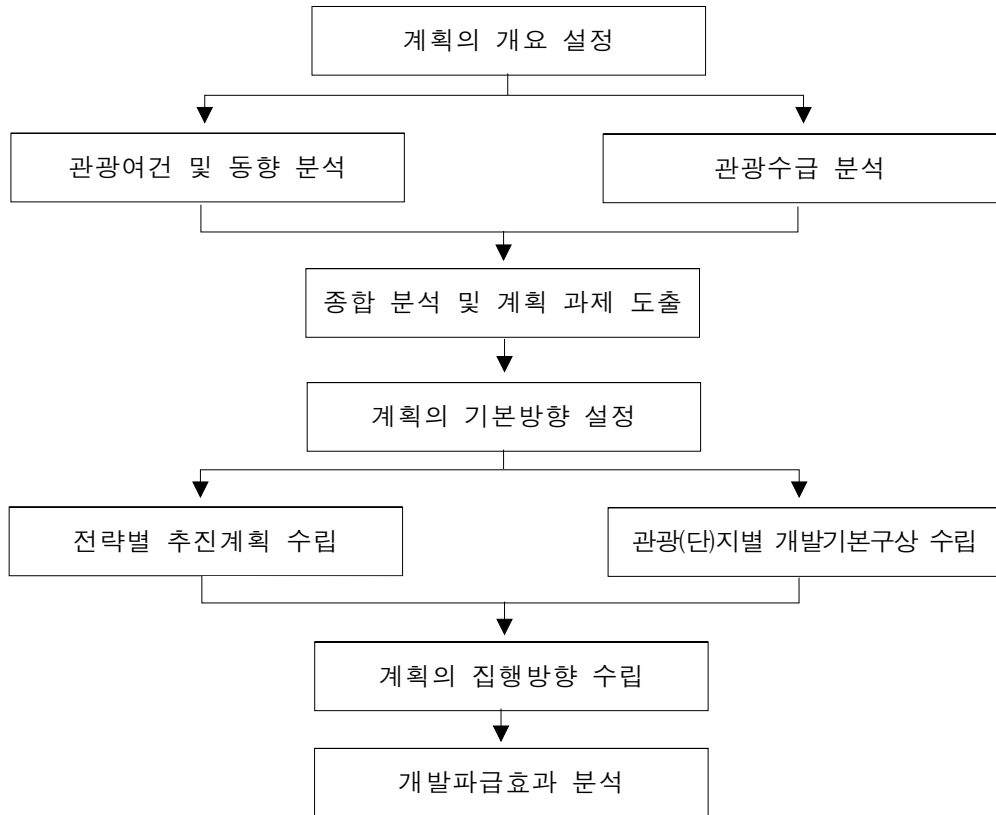 계획의 개요 설정
관광여건 및 동향 분석
관광수급 분석
종합 분석 및 계획 과제 도출
계획의 기본방향 설정
전략별 추진계획 수립
관광(단)지별 개발기본구상 수립
계획의 집행방향 수립
개발파급효과 분석